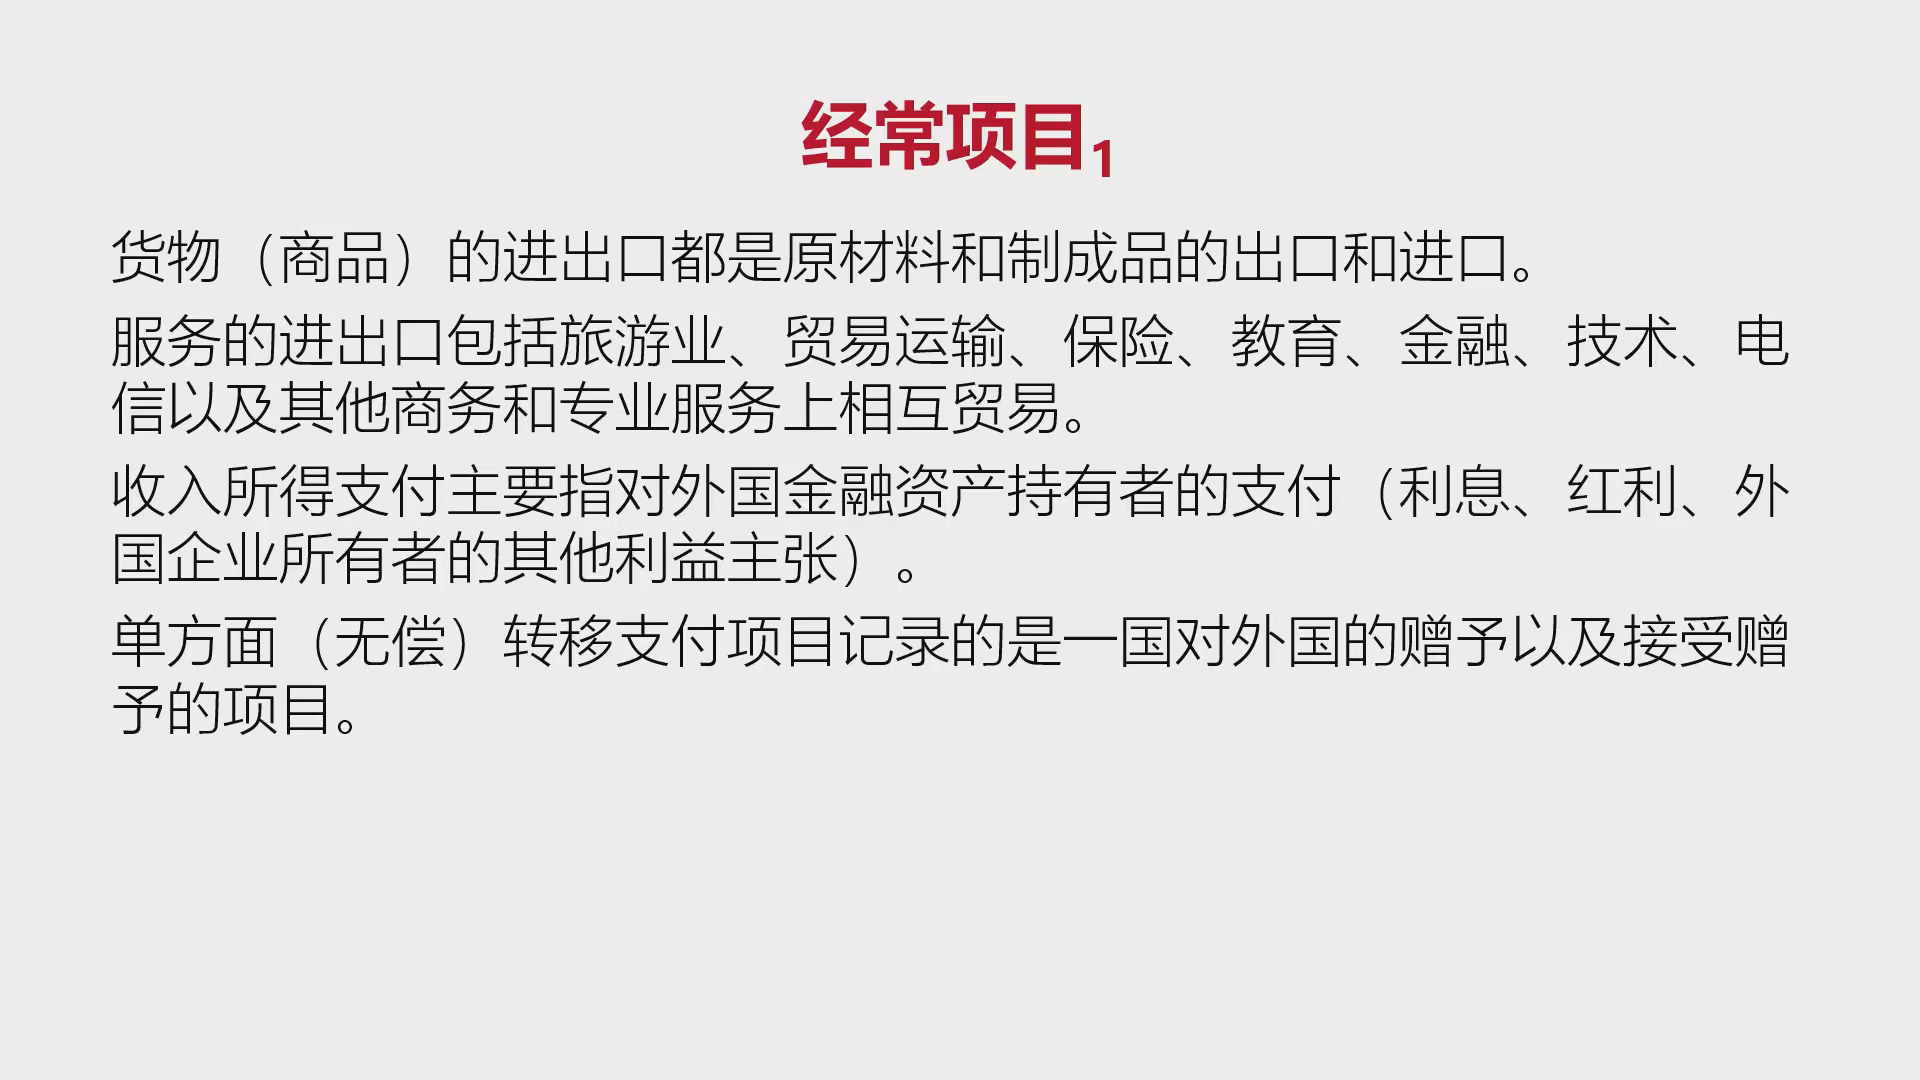 经常项目1
货物（商品）的进出口都是原材料和制成品的出口和进口。
服务的进出口包括旅游业、贸易运输、保险、教育、金融、技术、电
信以及其他商务和专业服务上相互贸易。
收入所得支付主要指对外国金融资产持有者的支付（利息、红利、外
国企业所有者的其他利益主张）。
单方面（无偿）转移支付项目记录的是一国对外国的赠予以及接受赠
予的项目。